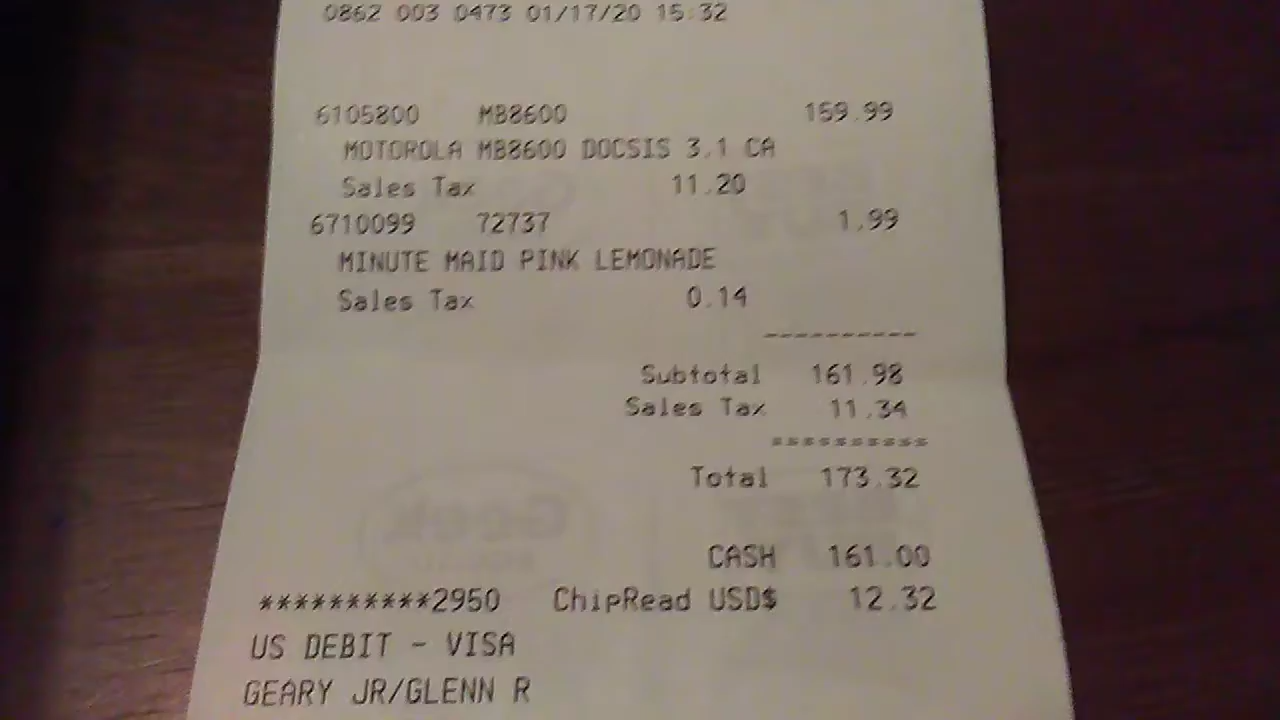 0862 003 0473 01/17/20 15:32
6105800 MB8600 159.99
MOTOROLA MB8600 DOCSIS 3.1 CA
Sales Tax 11.20
6710099 72737 1.99
MINUTE MAID PINK LEMONADE
Sales Tax 0.14
----------
Subtotal 161.98
Sales Tax 11.34
==========
Total 173.32
CASH 161.00
**********2950 ChipRead USD$ 12.32
US DEBIT - VISA
GEARY JR/GLENN R